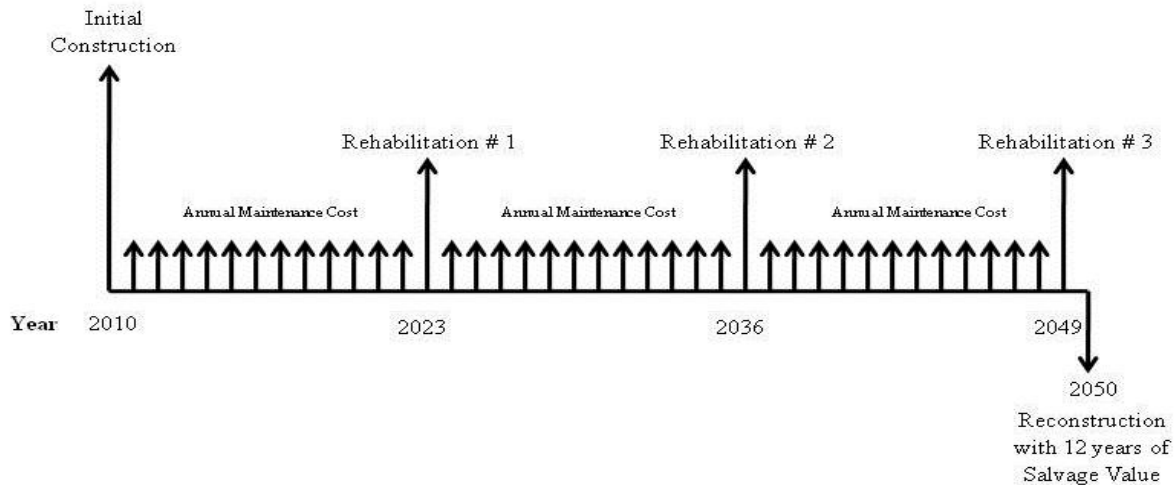 Initial
Construction
Rehabilitation # 1
Rehabilitation # 2
Rehabilitation # 3
Annual Maintenance Cost
Annual Maintenance Cost
Annual Maintenance Cost
Year
2010
2023
2036
2049
2050
Reconstruction
with 12 years of
Salvage Value